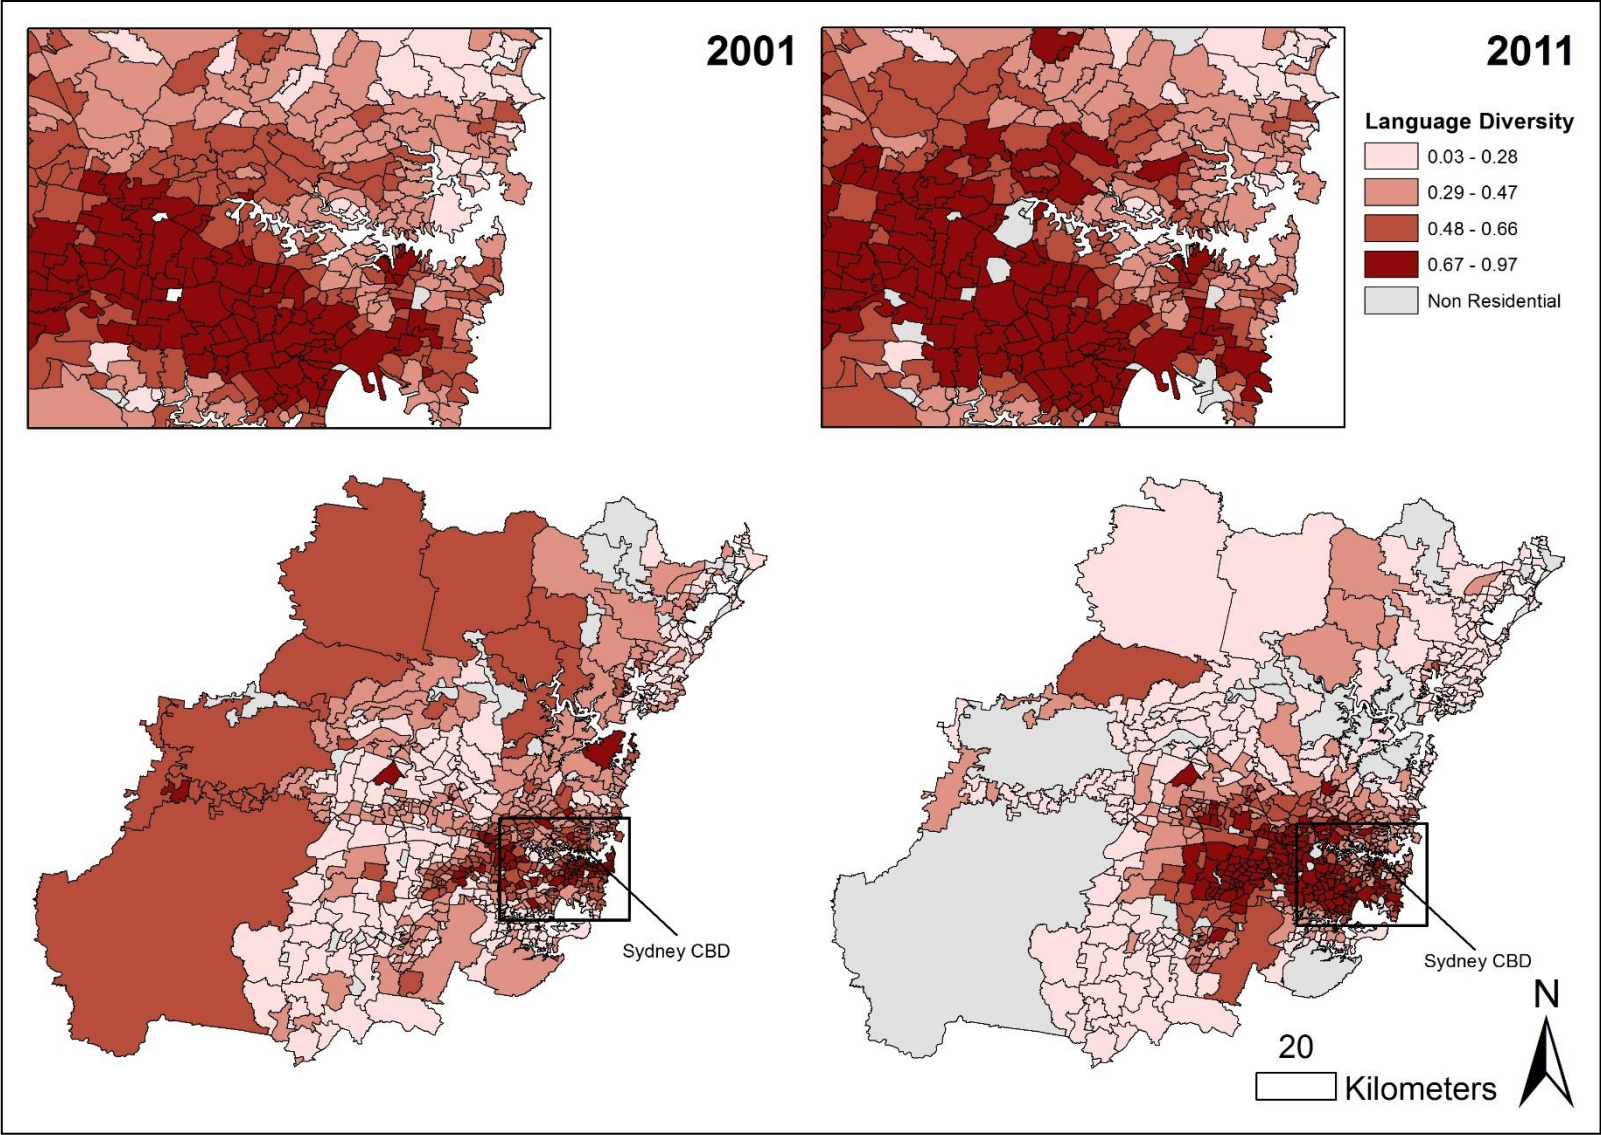 2001
2011
Language Diversity
0.03 - 0.28
0.29 - 0.47
0.48 - 0.66
0.67 - 0.97
Non Residential
Sydney CBD
Sydney CBD
N
20
Kilometers